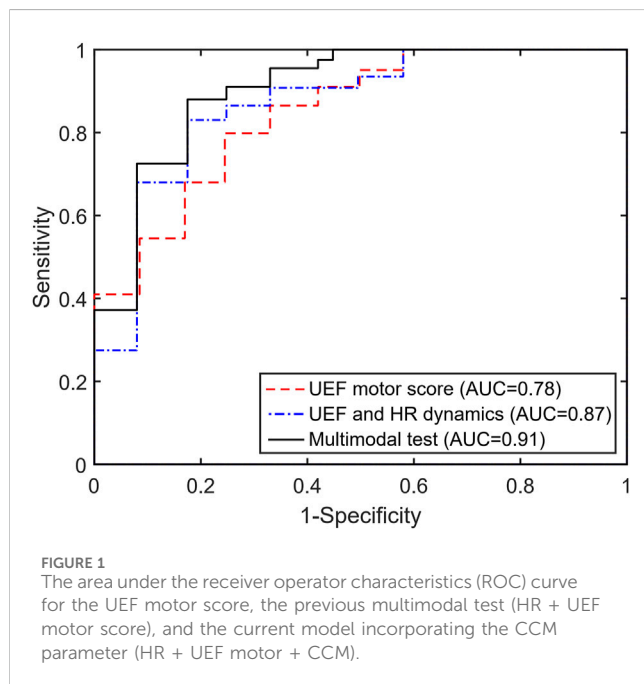 1
0.8
0.6
0.4
0.2
0
Sensitivity
UEF motor score (AUC=0.78)
UEF and HR dynamics (AUC=0.87)
Multimodal test (AUC=0.91)
0 0.2 0.4 0.6 0.8 1
1-Specificity
FIGURE 1
The area under the receiver operator characteristics (ROC) curve
for the UEF motor score, the previous multimodal test (HR + UEF
motor score), and the current model incorporating the CCM
parameter (HR + UEF motor + CCM).